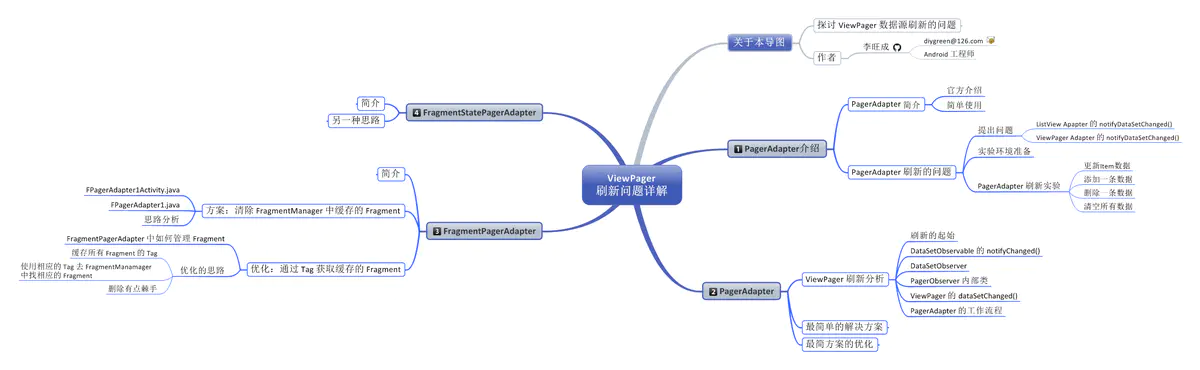 ViewPager
刷新问题详解
关于本导图
探讨 ViewPager 数据源刷新的问题
作者
李旺成
diygreen@126.com
Android 工程师
1 PagerAdapter介绍
PagerAdapter 简介
官方介绍
简单使用
PagerAdapter 刷新的问题
提出问题
ListView Apapter 的 notifyDataSetChanged()
ViewPager Adapter 的 notifyDataSetChanged()
实验环境准备
PagerAdapter 刷新实验
更新Item数据
添加一条数据
删除一条数据
清空所有数据
2 PagerAdapter
ViewPager 刷新分析
刷新的起始
DataSetObservable 的 notifyChanged()
DataSetObserver
PagerObserver 内部类
ViewPager 的 dataSetChanged()
PagerAdapter 的工作流程
最简单的解决方案
最简方案的优化
3 FragmentPagerAdapter
简介
方案：清除 FragmentManager 中缓存的 Fragment
FPagerAdapter1Activity.java
FPagerAdapter1.java
思路分析
优化：通过 Tag 获取缓存的 Fragment
优化的思路
FragmentPagerAdapter 中如何管理 Fragment
缓存所有 Fragment 的 Tag
使用相应的 Tag 去 FragmentManamager
中找相应的 Fragment
删除有点棘手
4 FragmentStatePagerAdapter
简介
另一种思路